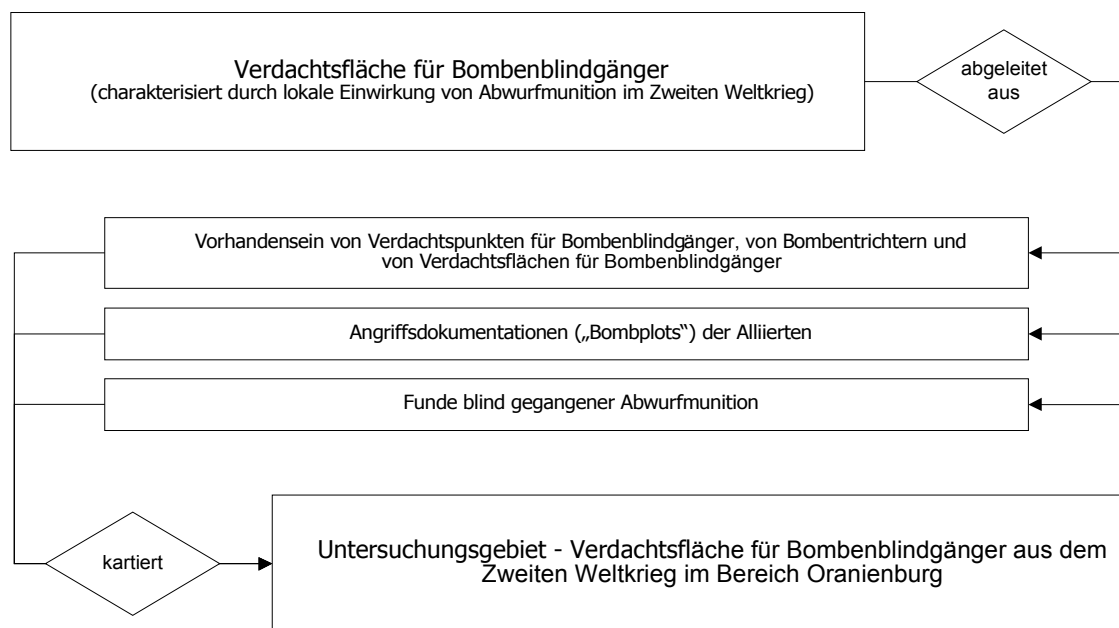 Verdachtsfläche für Bombenblindgänger
(charakterisiert durch lokale Einwirkung von Abwurfmunition im Zweiten Weltkrieg)
abgeleitet
aus
Vorhandensein von Verdachtspunkten für Bombenblindgänger, von Bombentrichtern und
von Verdachtsflächen für Bombenblindgänger
Angriffsdokumentationen („Bombplots“) der Alliierten
Funde blind gegangener Abwurfmunition
kartiert
Untersuchungsgebiet - Verdachtsfläche für Bombenblindgänger aus dem
Zweiten Weltkrieg im Bereich Oranienburg